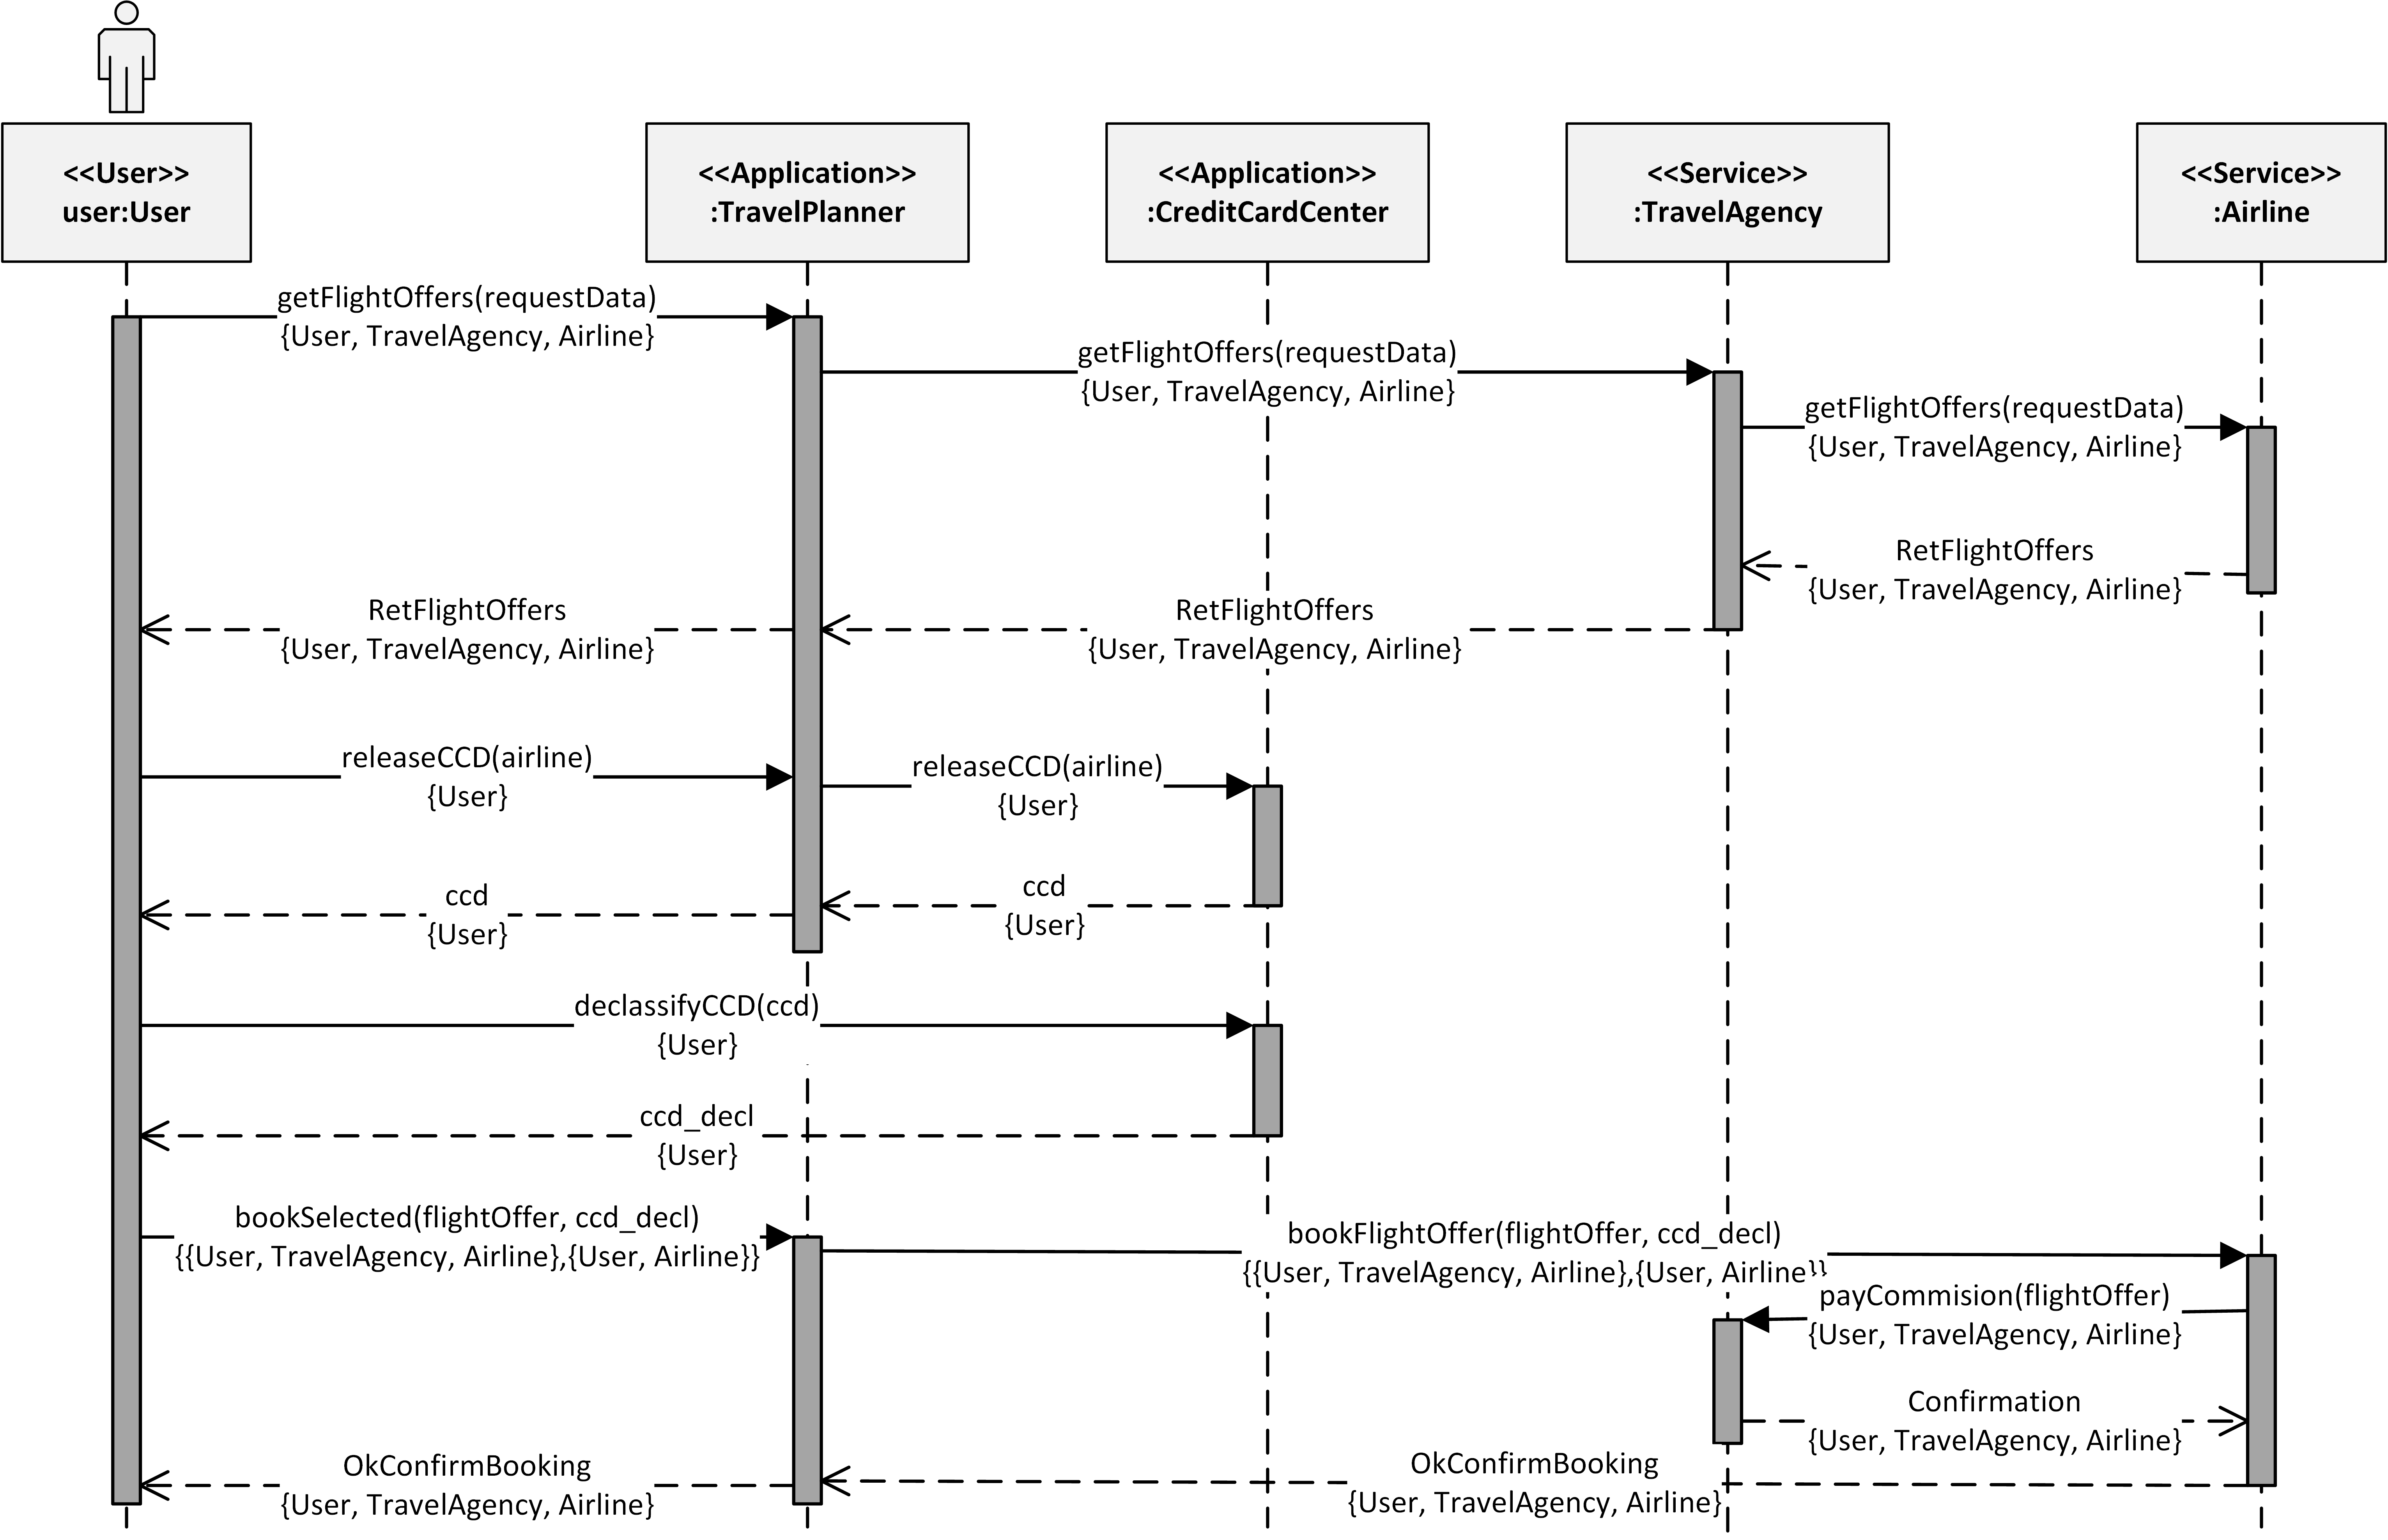 <<User>>
user:User
<<Application>>
:TravelPlanner
<<Application>>
:CreditCardCenter
<<Service>>
:TravelAgency
<<Service>>
:Airline
getFlightOffers(requestData)
{User, TravelAgency, Airline}
getFlightOffers(requestData)
{User, TravelAgency, Airline}
getFlightOffers(requestData)
{User, TravelAgency, Airline}
RetFlightOffers
{User, TravelAgency, Airline}
RetFlightOffers
{User, TravelAgency, Airline}
RetFlightOffers
{User, TravelAgency, Airline}
releaseCCD(airline)
{User}
releaseCCD(airline)
{User}
ccd
{User}
ccd
{User}
declassifyCCD(ccd)
{User}
ccd_decl
{User}
bookSelected(flightOffer, ccd_decl)
{{User, TravelAgency, Airline},{User, Airline}}
bookFlightOffer(flightOffer, ccd_decl)
{{User, TravelAgency, Airline},{User, Airline}}
payCommision(flightOffer)
{User, TravelAgency, Airline}
Confirmation
{User, TravelAgency, Airline}
OkConfirmBooking
{User, TravelAgency, Airline}
OkConfirmBooking
{User, TravelAgency, Airline}